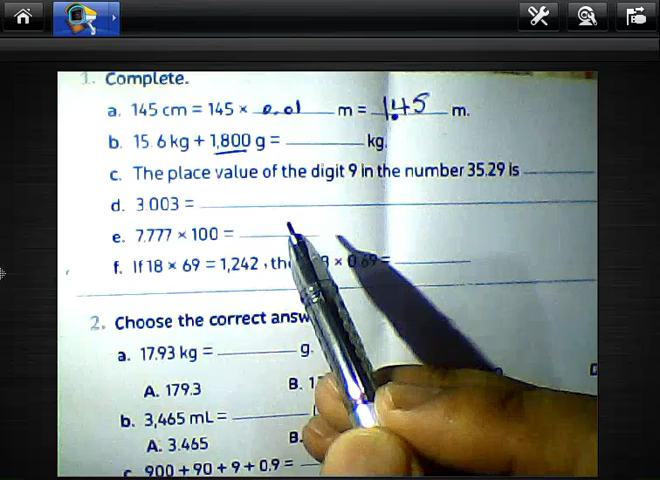 1. Complete.
a. 145 cm = 145 × 0.01 m = 1.45 m.
b. 15.6 kg + 1,800 g = kg.
c. The place value of the digit 9 in the number 35.29 is
d. 3.003 =
e. 7.777 × 100 =
f. If 18 × 69 = 1,242 , × 0.69 =
2. Choose the correct
a. 17.93 kg = g.
A. 179.3 B.
b. 3,465 mL =
A. 3.465 B.
c. 900 + 90 + 9 + 0.9 =